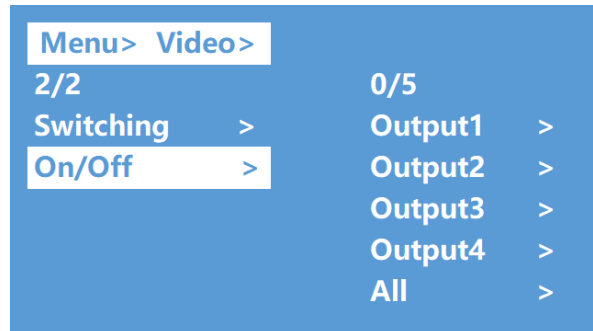 Menu> Video>
2/2 0/5
Switching > Output1 >
On/Off > Output2 >
Output3 >
Output4 >
All >